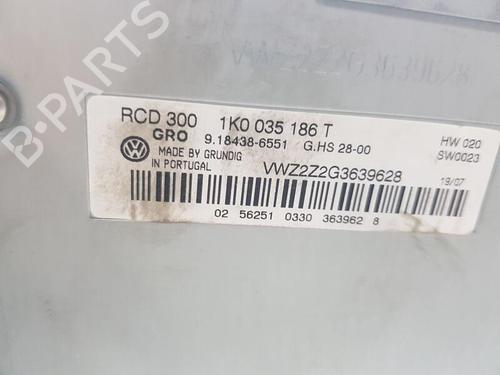 B-PARTS
VWZ2Z2G3639628
RCD 300 1K0 035 186 T
GRO 9.18438-6551 G.HS 28-00 HW 020
MADE BY GRUNDIG SW0023
IN PORTUGAL VWZ2Z2G3639628 19/07
02 56251 0330 363962 8